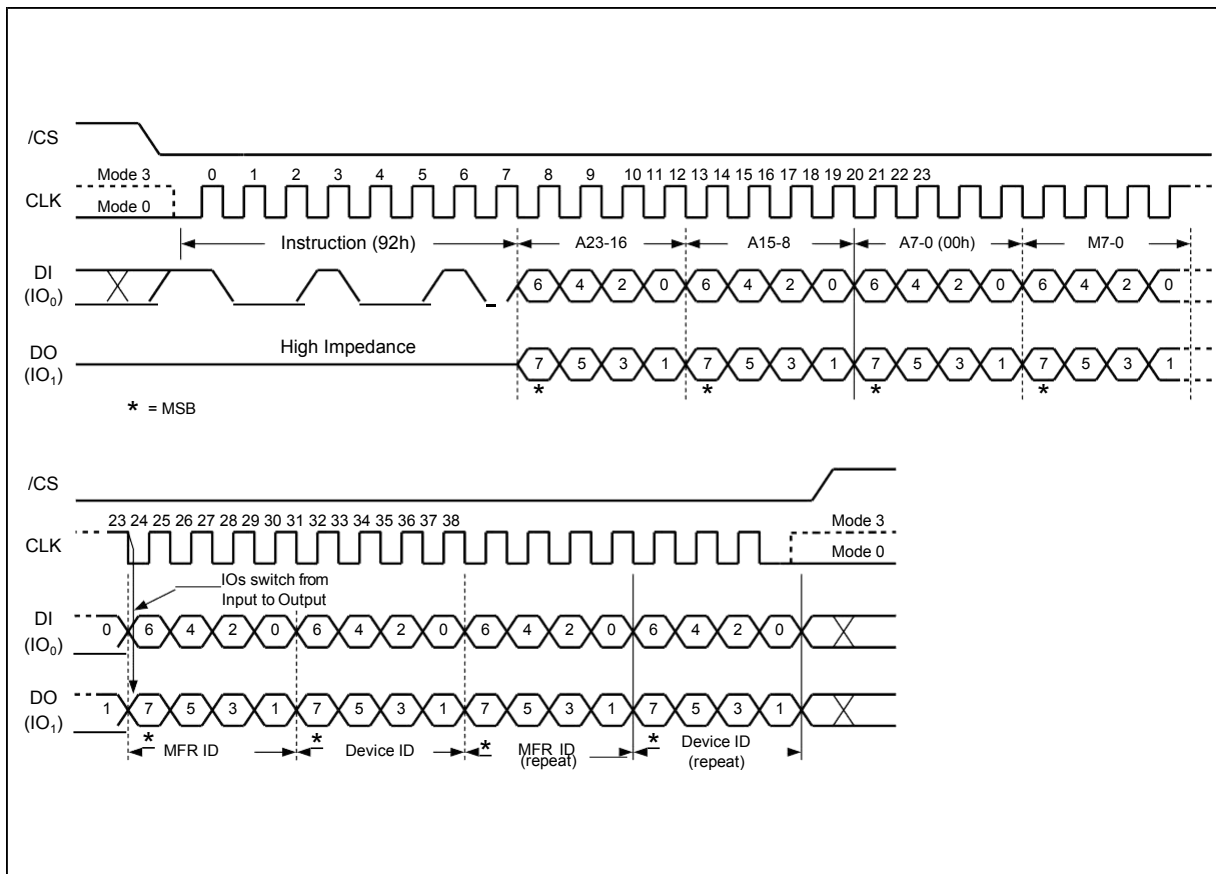 /CS
Mode 3
0 1 2 3 4 5 6 7 8 9 10 11 12 13 14 15 16 17 18 19 20 21 22 23
CLK
Mode 0
Instruction (92h) A23-16 A15-8 A7-0 (00h) M7-0
DI
(IO0)
6 4 2 0 6 4 2 0 6 4 2 0 6 4 2 0
High Impedance
DO
(IO1)
7 5 3 1 7 5 3 1 7 5 3 1 7 5 3 1
* * * *
* = MSB
/CS
23 24 25 26 27 28 29 30 31 32 33 34 35 36 37 38
Mode 3
CLK
Mode 0
IOs switch from
Input to Output
DI
(IO0)
0 6 4 2 0 6 4 2 0 6 4 2 0 6 4 2 0
DO
(IO1)
1 7 5 3 1 7 5 3 1 7 5 3 1 7 5 3 1
* * * *
MFR ID Device ID MFR ID
(repeat)
Device ID
(repeat)